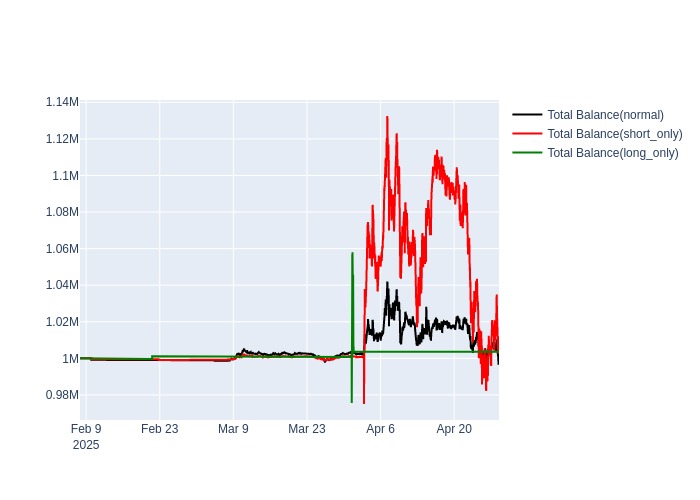 1.14M
1.12M
1.1M
1.08M
1.06M
1.04M
1.02M
1M
0.98M
Feb 9
2025
Feb 23
Mar 9
Mar 23
Apr 6
Apr 20
Total Balance(normal)
Total Balance(short_only)
Total Balance(long_only)